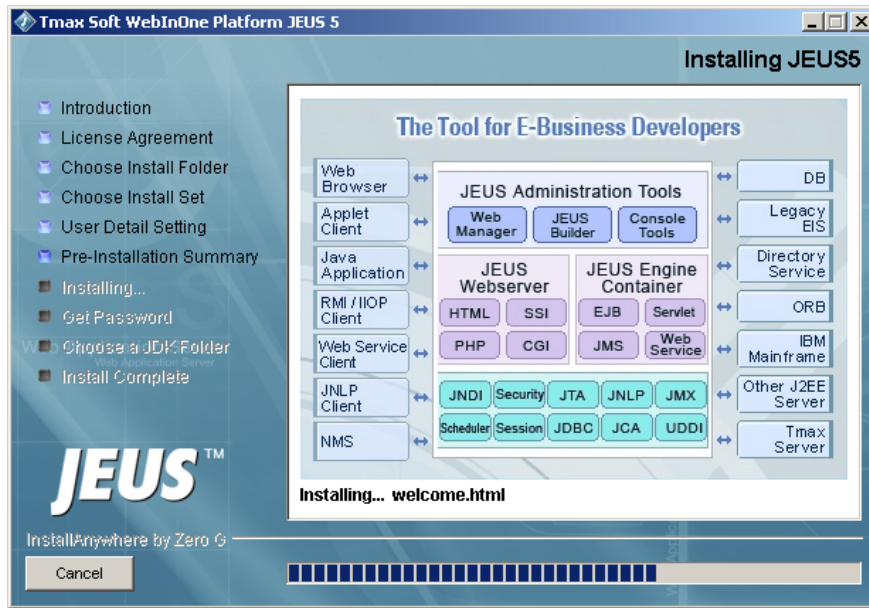 Tmax Soft WebInOne Platform JEUS 5
Installing JEUS5
Introduction
License Agreement
Choose Install Folder
Choose Install Set
User Detail Setting
Pre-Installation Summary
Installing...
Get Password
Choose a JDK Folder
Web Application Server
Install Complete
JEUS™
The Tool for E-Business Developers
Web
Browser
Applet
Client
Java
Application
RMI / IIOP
Client
Web Service
Client
JNLP
Client
NMS
JEUS Administration Tools
Web
Manager
JEUS
Builder
Console
Tools
JEUS
Webserver
HTML
SSI
PHP
CGI
JEUS Engine
Container
EJB
Servlet
JMS
Web
Service
JNDI
Security
JTA
JNLP
JMX
Scheduler
Session
JDBC
JCA
UDDI
DB
Legacy
EIS
Directory
Service
ORB
IBM
Mainframe
Other J2EE
Server
Tmax
Server
Installing... welcome.html
InstallAnywhere by Zero G
Cancel